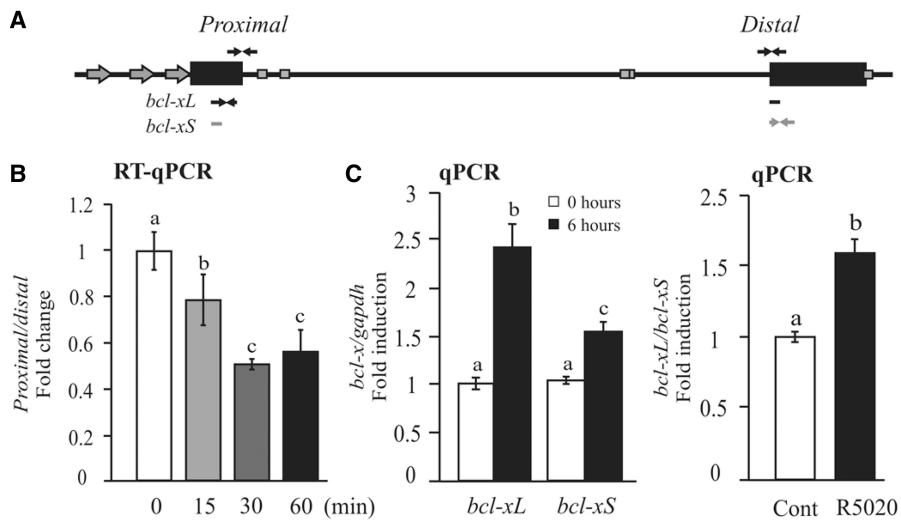 A
Proximal
Distal
bcl-xL
bcl-xS
B
RT-qPCR
Proximal/distal
Fold change
1.2
1
0.8
0.6
0.4
0.2
0
a
b
c
c
0 15 30 60 (min)
C
qPCR
bcl-x/gapdh
Fold induction
3
2.5
2
1.5
1
0.5
0
0 hours
6 hours
a
b
a
c
bcl-xL bcl-xS
qPCR
bcl-xL/bcl-xS
Fold induction
2.5
1.5
1
0.5
0
a
b
Cont R5020